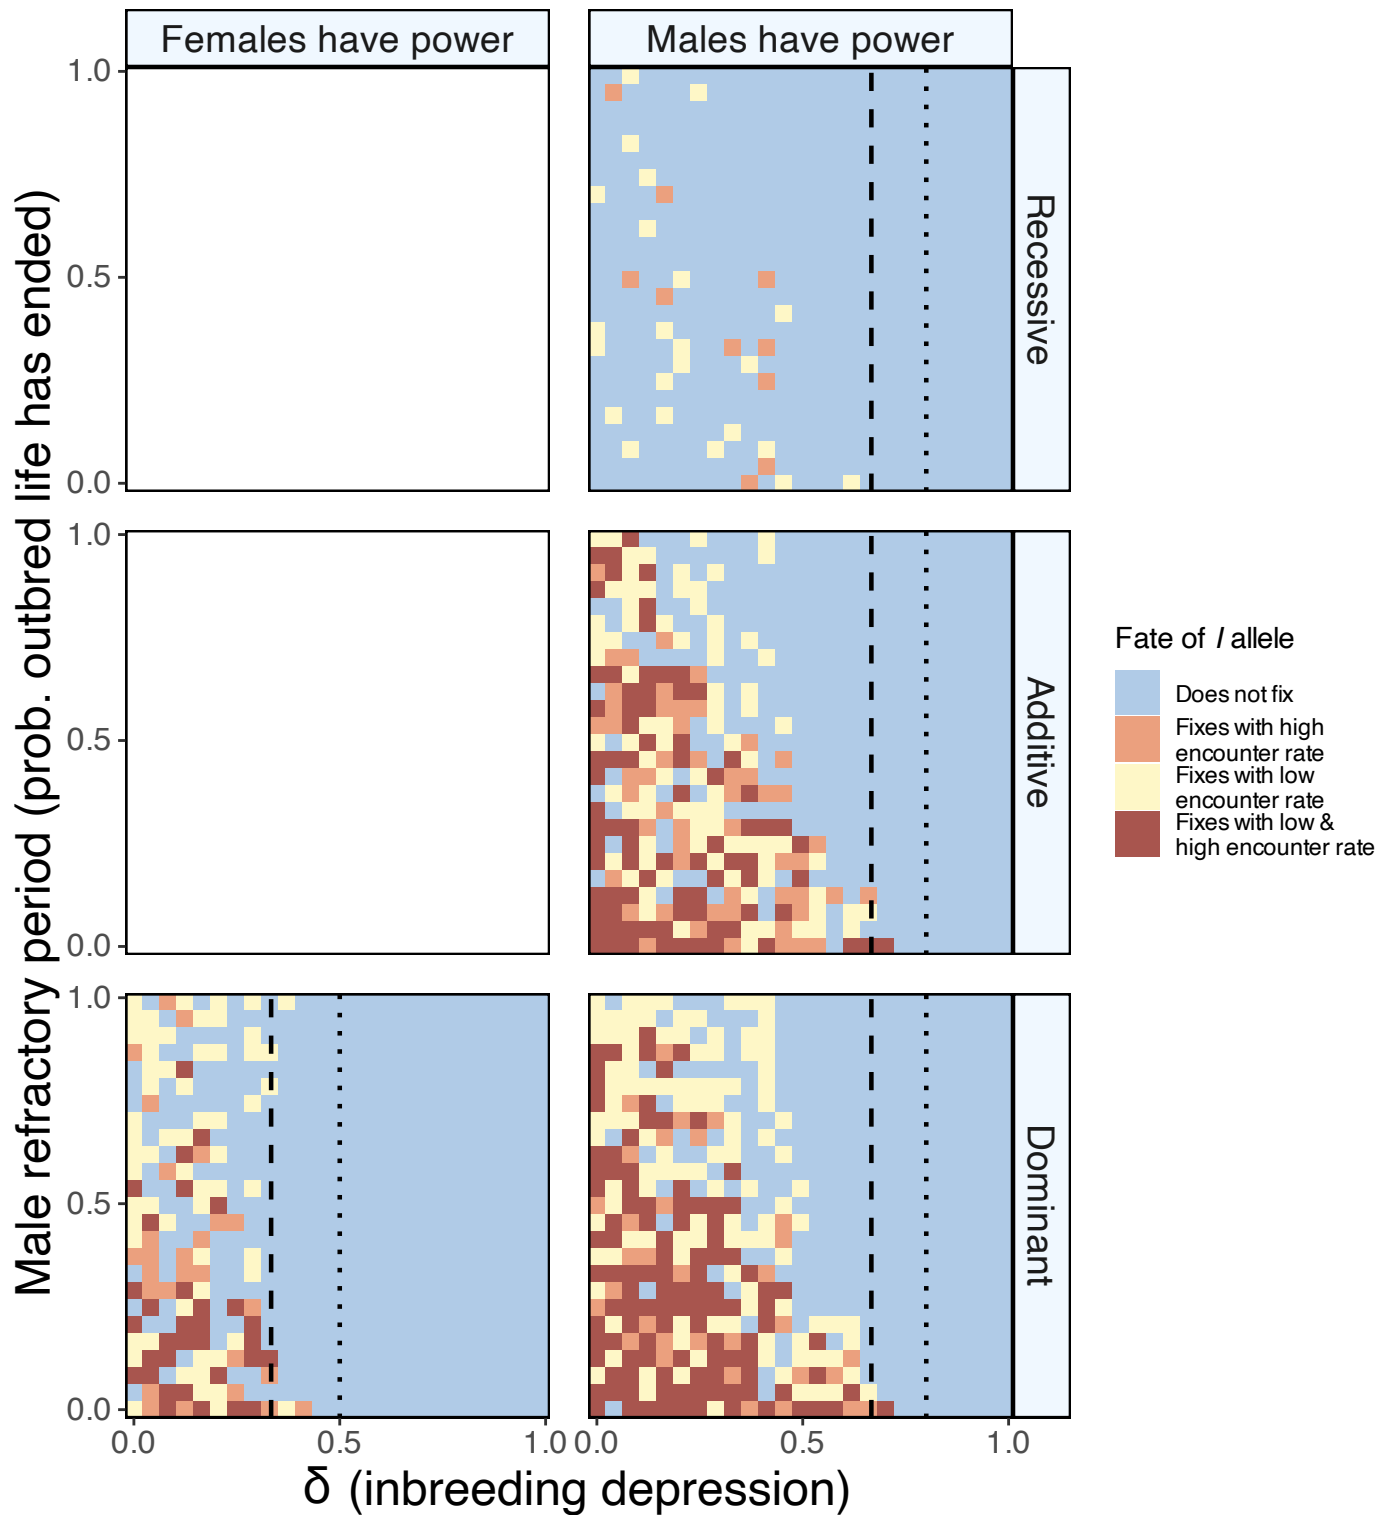 Females have power
Males have power
Male refractory period (prob. outbred life has ended)
1.0
0.5
0.0
Recessive
1.0
0.5
0.0
Additive
1.0
0.5
0.0
Dominant
0.0
0.5
1.0
0.0
0.5
1.0
δ (inbreeding depression)
Fate of I allele
Does not fix
Fixes with high
encounter rate
Fixes with low
encounter rate
Fixes with low &
high encounter rate